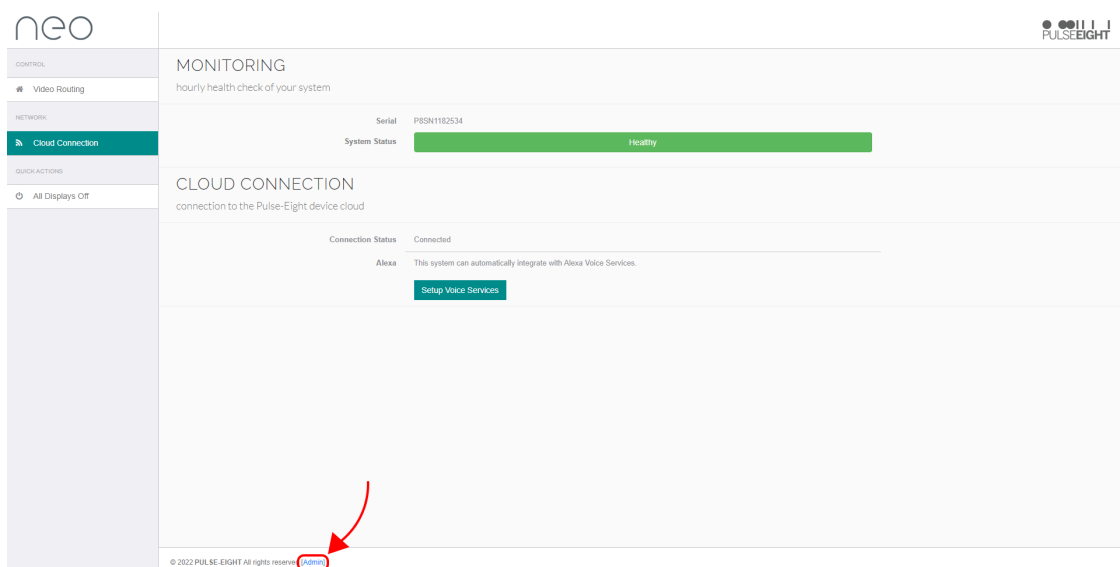 neo
PULSEEIGHT
CONTROL
Video Routing
NETWORK
Cloud Connection
QUICK ACTIONS
All Displays Off
MONITORING
hourly health check of your system
Serial P8SN1182534
System Status Healthy
CLOUD CONNECTION
connection to the Pulse-Eight device cloud
Connection Status Connected
Alexa This system can automatically integrate with Alexa Voice Services.
Setup Voice Services
© 2022 PULSE-EIGHT All rights reserve [Admin]